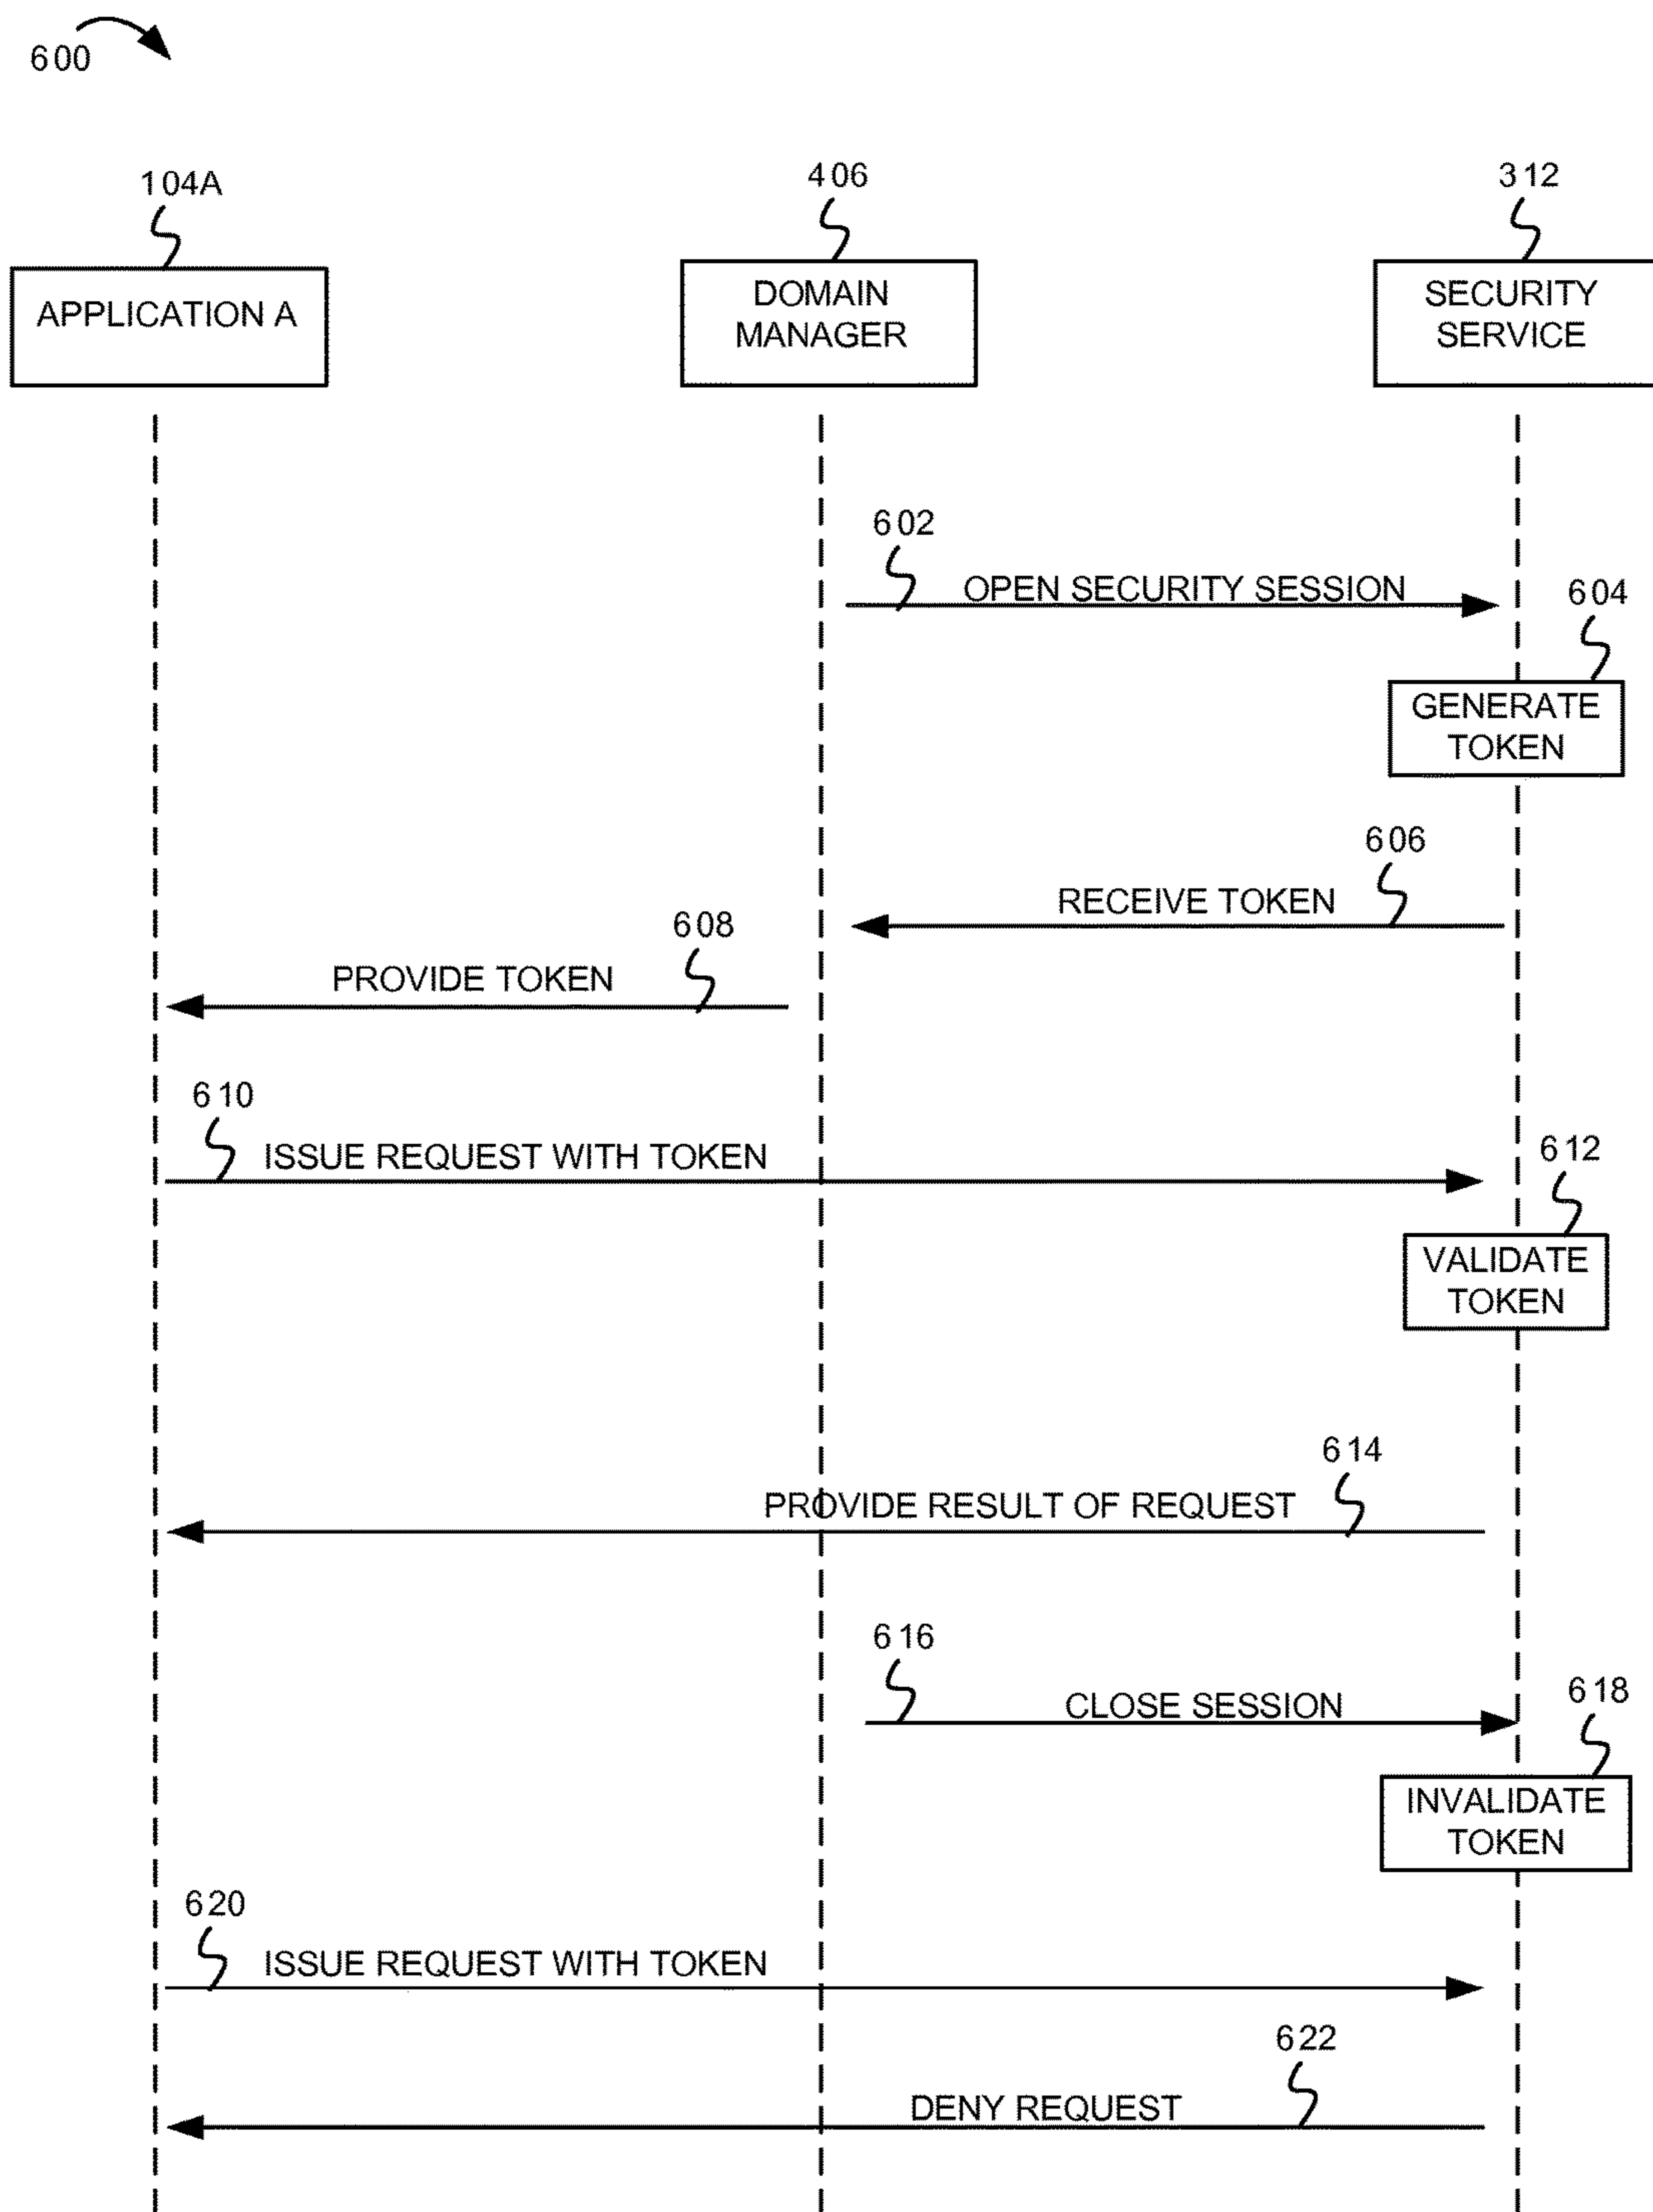 600
104A
406
312
APPLICATION A
DOMAIN
MANAGER
SECURITY
SERVICE
602
OPEN SECURITY SESSION
604
GENERATE
TOKEN
606
RECEIVE TOKEN
608
PROVIDE TOKEN
610
ISSUE REQUEST WITH TOKEN
612
VALIDATE
TOKEN
614
PROVIDE RESULT OF REQUEST
616
CLOSE SESSION
618
INVALIDATE
TOKEN
620
ISSUE REQUEST WITH TOKEN
622
DENY REQUEST